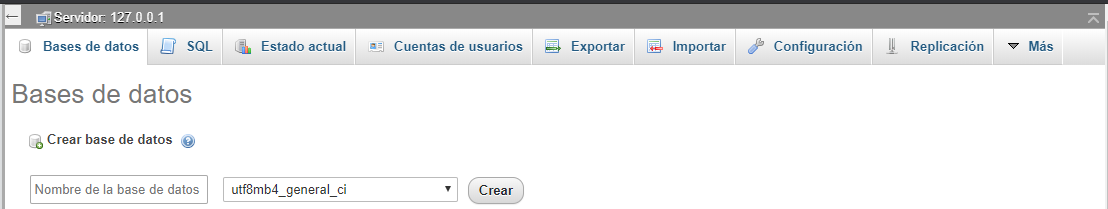 Servidor: 127.0.0.1
Bases de datos SQL Estado actual Cuentas de usuarios Exportar Importar Configuración Replicación Más
Bases de datos
Crear base de datos
Nombre de la base de datos utf8mb4_general_ci Crear